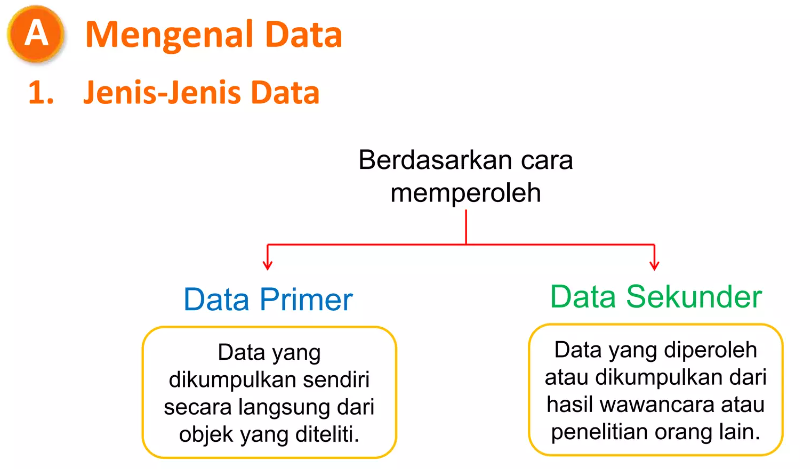 A Mengenal Data
1. Jenis-Jenis Data
Berdasarkan cara
memperoleh
Data Primer
Data yang
dikumpulkan sendiri
secara langsung dari
objek yang diteliti.
Data Sekunder
Data yang diperoleh
atau dikumpulkan dari
hasil wawancara atau
penelitian orang lain.